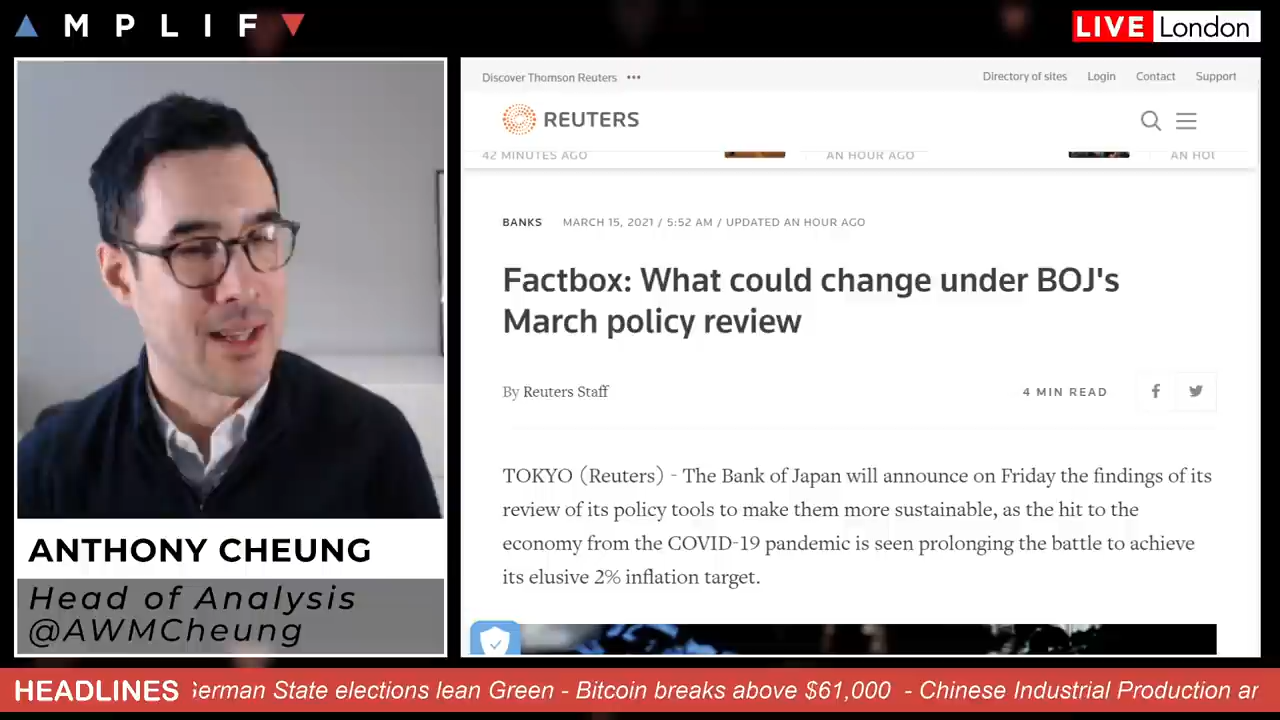 AMPLIFY
LIVE London
Discover Thomson Reuters •••
Directory of sites Login Contact Support
REUTERS
42 MINUTES AGO AN HOUR AGO AN HOU
BANKS MARCH 15, 2021 / 5:52 AM / UPDATED AN HOUR AGO
Factbox: What could change under BOJ's
March policy review
By Reuters Staff
4 MIN READ
TOKYO (Reuters) - The Bank of Japan will announce on Friday the findings of its
review of its policy tools to make them more sustainable, as the hit to the
economy from the COVID-19 pandemic is seen prolonging the battle to achieve
its elusive 2% inflation target.
ANTHONY CHEUNG
Head of Analysis
@AWMCheung
HEADLINES German State elections lean Green - Bitcoin breaks above $61,000 - Chinese Industrial Production